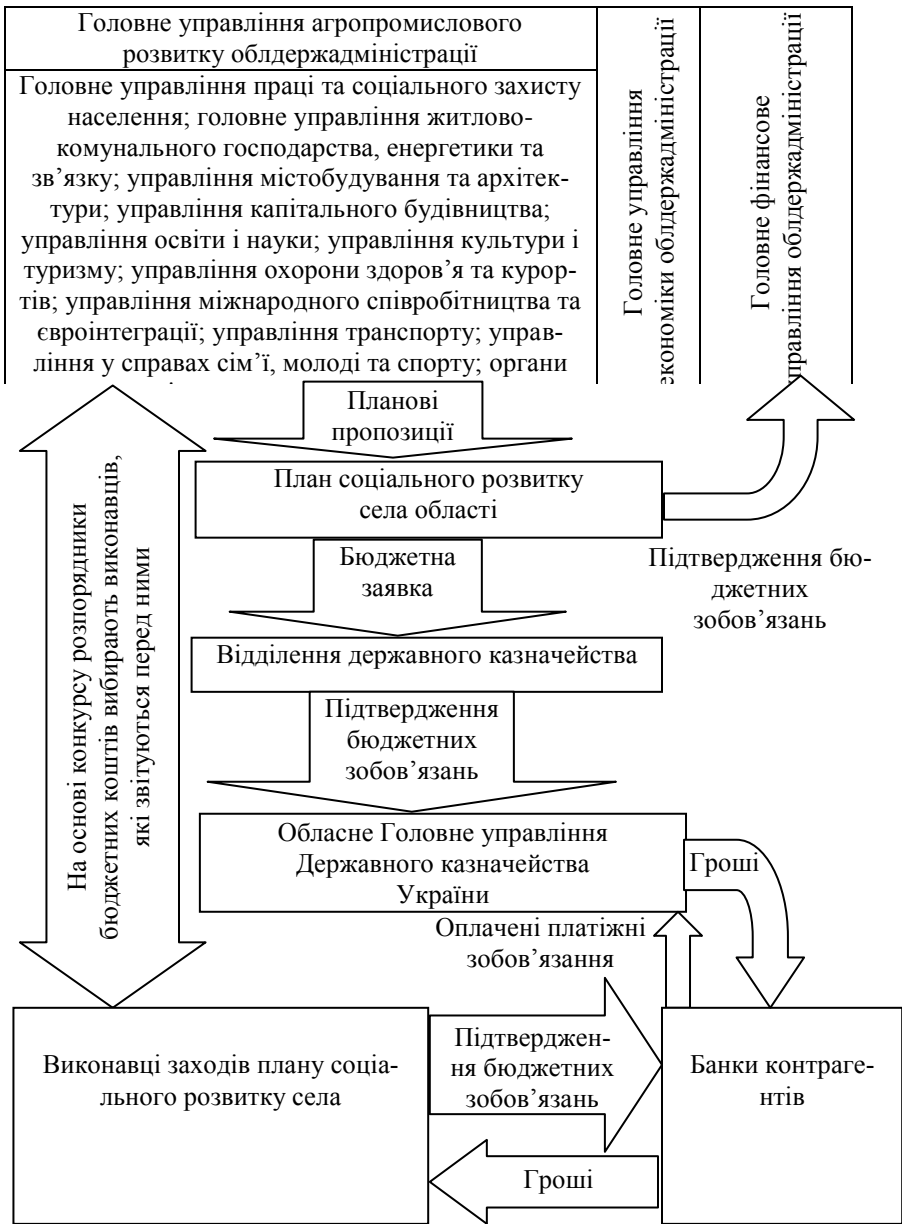 Головне управління агропромислового
розвитку облдержадміністрації
Головне управління праці та соціального захисту
населення; головне управління житлово-
комунального господарства, енергетики та
зв’язку; управління містобудування та архітек-
тури; управління капітального будівництва;
управління освіти і науки; управління культури і
туризму; управління охорони здоров’я та курор-
тів; управління міжнародного співробітництва та
євроінтеграції; управління транспорту; управ-
ління у справах сім’ї, молоді та спорту; органи
Головне управління
економіки облдержадміністрації
Головне фінансове
управління облдержадміністрації
Планові
пропозиції
План соціального розвитку
села області
Підтвердження бю-
джетних
зобов’язань
Бюджетна
заявка
Відділення державного казначейства
Підтвердження
бюджетних
зобов’язань
На основі конкурсу розпорядники
бюджетних коштів вибирають виконавців,
які звітуються перед ними
Обласне Головне управління
Державного казначейства
України
Гроші
Оплачені платіжні
зобов’язання
Виконавці заходів плану соціа-
льного розвитку села
Підтверджен-
ня бюджетних
зобов’язань
Банки контраге-
нтів
Гроші